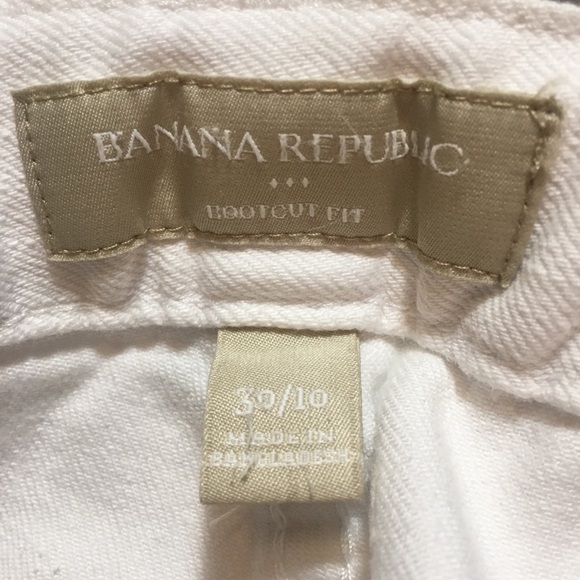 BANANA REPUBLIC
BOOTCUT FIT
30/10
MADE IN
BANGLADESH